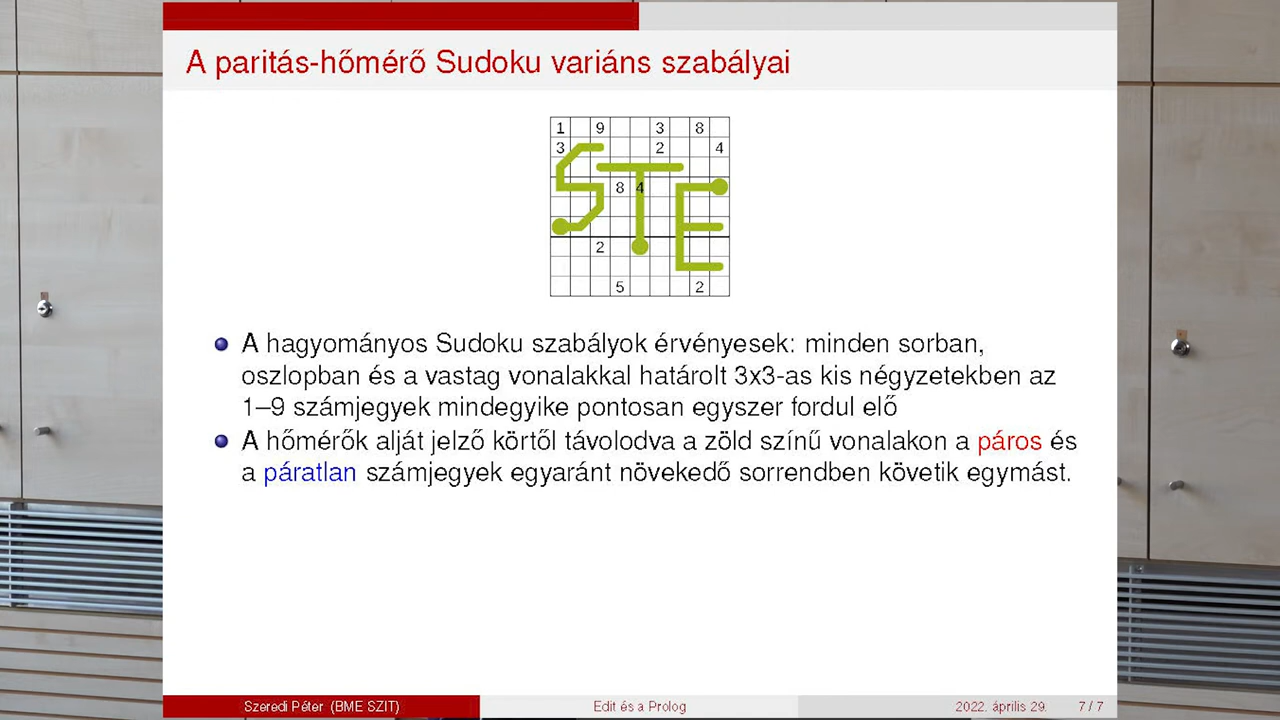 A paritás-hőmérő Sudoku variáns szabályai
1 9 3 8
3 2 4
8 4
2
5 2
STE
A hagyományos Sudoku szabályok érvényesek: minden sorban,
oszlopban és a vastag vonalakkal határolt 3x3-as kis négyzetekben az
1–9 számjegyek mindegyike pontosan egyszer fordul elő
A hőmérők alját jelző körtől távolodva a zöld színű vonalakon a páros és
a páratlan számjegyek egyaránt növekedő sorrendben követik egymást.
Szeredi Péter (BME SZIT) Edit és a Prolog 2022. április 29. 7 / 7